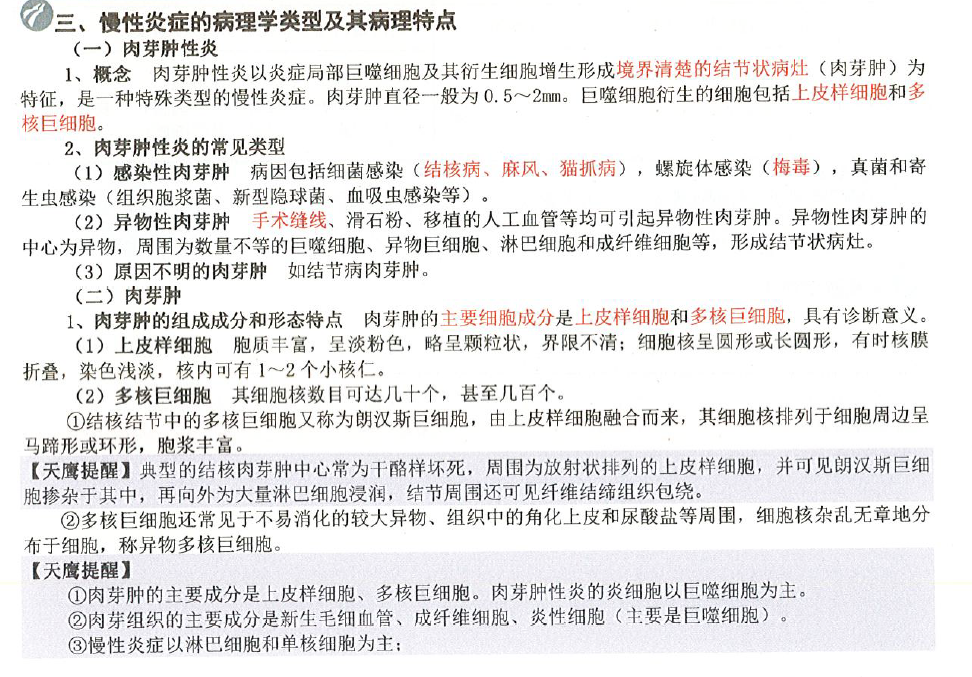 三、慢性炎症的病理学类型及其病理特点
（一）肉芽肿性炎
1、概念　肉芽肿性炎以炎症局部巨噬细胞及其衍生细胞增生形成境界清楚的结节状病灶（肉芽肿）为
特征，是一种特殊类型的慢性炎症。肉芽肿直径一般为 0.5～2mm。巨噬细胞衍生的细胞包括上皮样细胞和多
核巨细胞。
2、肉芽肿性炎的常见类型
（1）感染性肉芽肿　病因包括细菌感染（结核病、麻风、猫抓病），螺旋体感染（梅毒），真菌和寄
生虫感染（组织胞浆菌、新型隐球菌、血吸虫感染等）。
（2）异物性肉芽肿　手术缝线、滑石粉、移植的人工血管等均可引起异物性肉芽肿。异物性肉芽肿的
中心为异物，周围为数量不等的巨噬细胞、异物巨细胞、淋巴细胞和成纤维细胞等，形成结节状病灶。
（3）原因不明的肉芽肿　如结节病肉芽肿。
（二）肉芽肿
1、肉芽肿的组成成分和形态特点　肉芽肿的主要细胞成分是上皮样细胞和多核巨细胞，具有诊断意义。
（1）上皮样细胞　胞质丰富，呈淡粉色，略呈颗粒状，界限不清；细胞核呈圆形或长圆形，有时核膜
折叠，染色浅淡，核内可有 1～2 个小核仁。
（2）多核巨细胞　其细胞核数目可达几十个，甚至几百个。
①结核结节中的多核巨细胞又称为朗汉斯巨细胞，由上皮样细胞融合而来，其细胞核排列于细胞周边呈
马蹄形或环形，胞浆丰富。
【天鹰提醒】典型的结核肉芽肿中心常为干酪样坏死，周围为放射状排列的上皮样细胞，并可见朗汉斯巨细
胞掺杂于其中，再向外为大量淋巴细胞浸润，结节周围还可见纤维结缔组织包绕。
②多核巨细胞还常见于不易消化的较大异物、组织中的角化上皮和尿酸盐等周围，细胞核杂乱无章地分
布于细胞，称异物多核巨细胞。
【天鹰提醒】
①肉芽肿的主要成分是上皮样细胞、多核巨细胞。肉芽肿性炎的炎细胞以巨噬细胞为主。
②肉芽组织的主要成分是新生毛细血管、成纤维细胞、炎性细胞（主要是巨噬细胞）。
③慢性炎症以淋巴细胞和单核细胞为主；